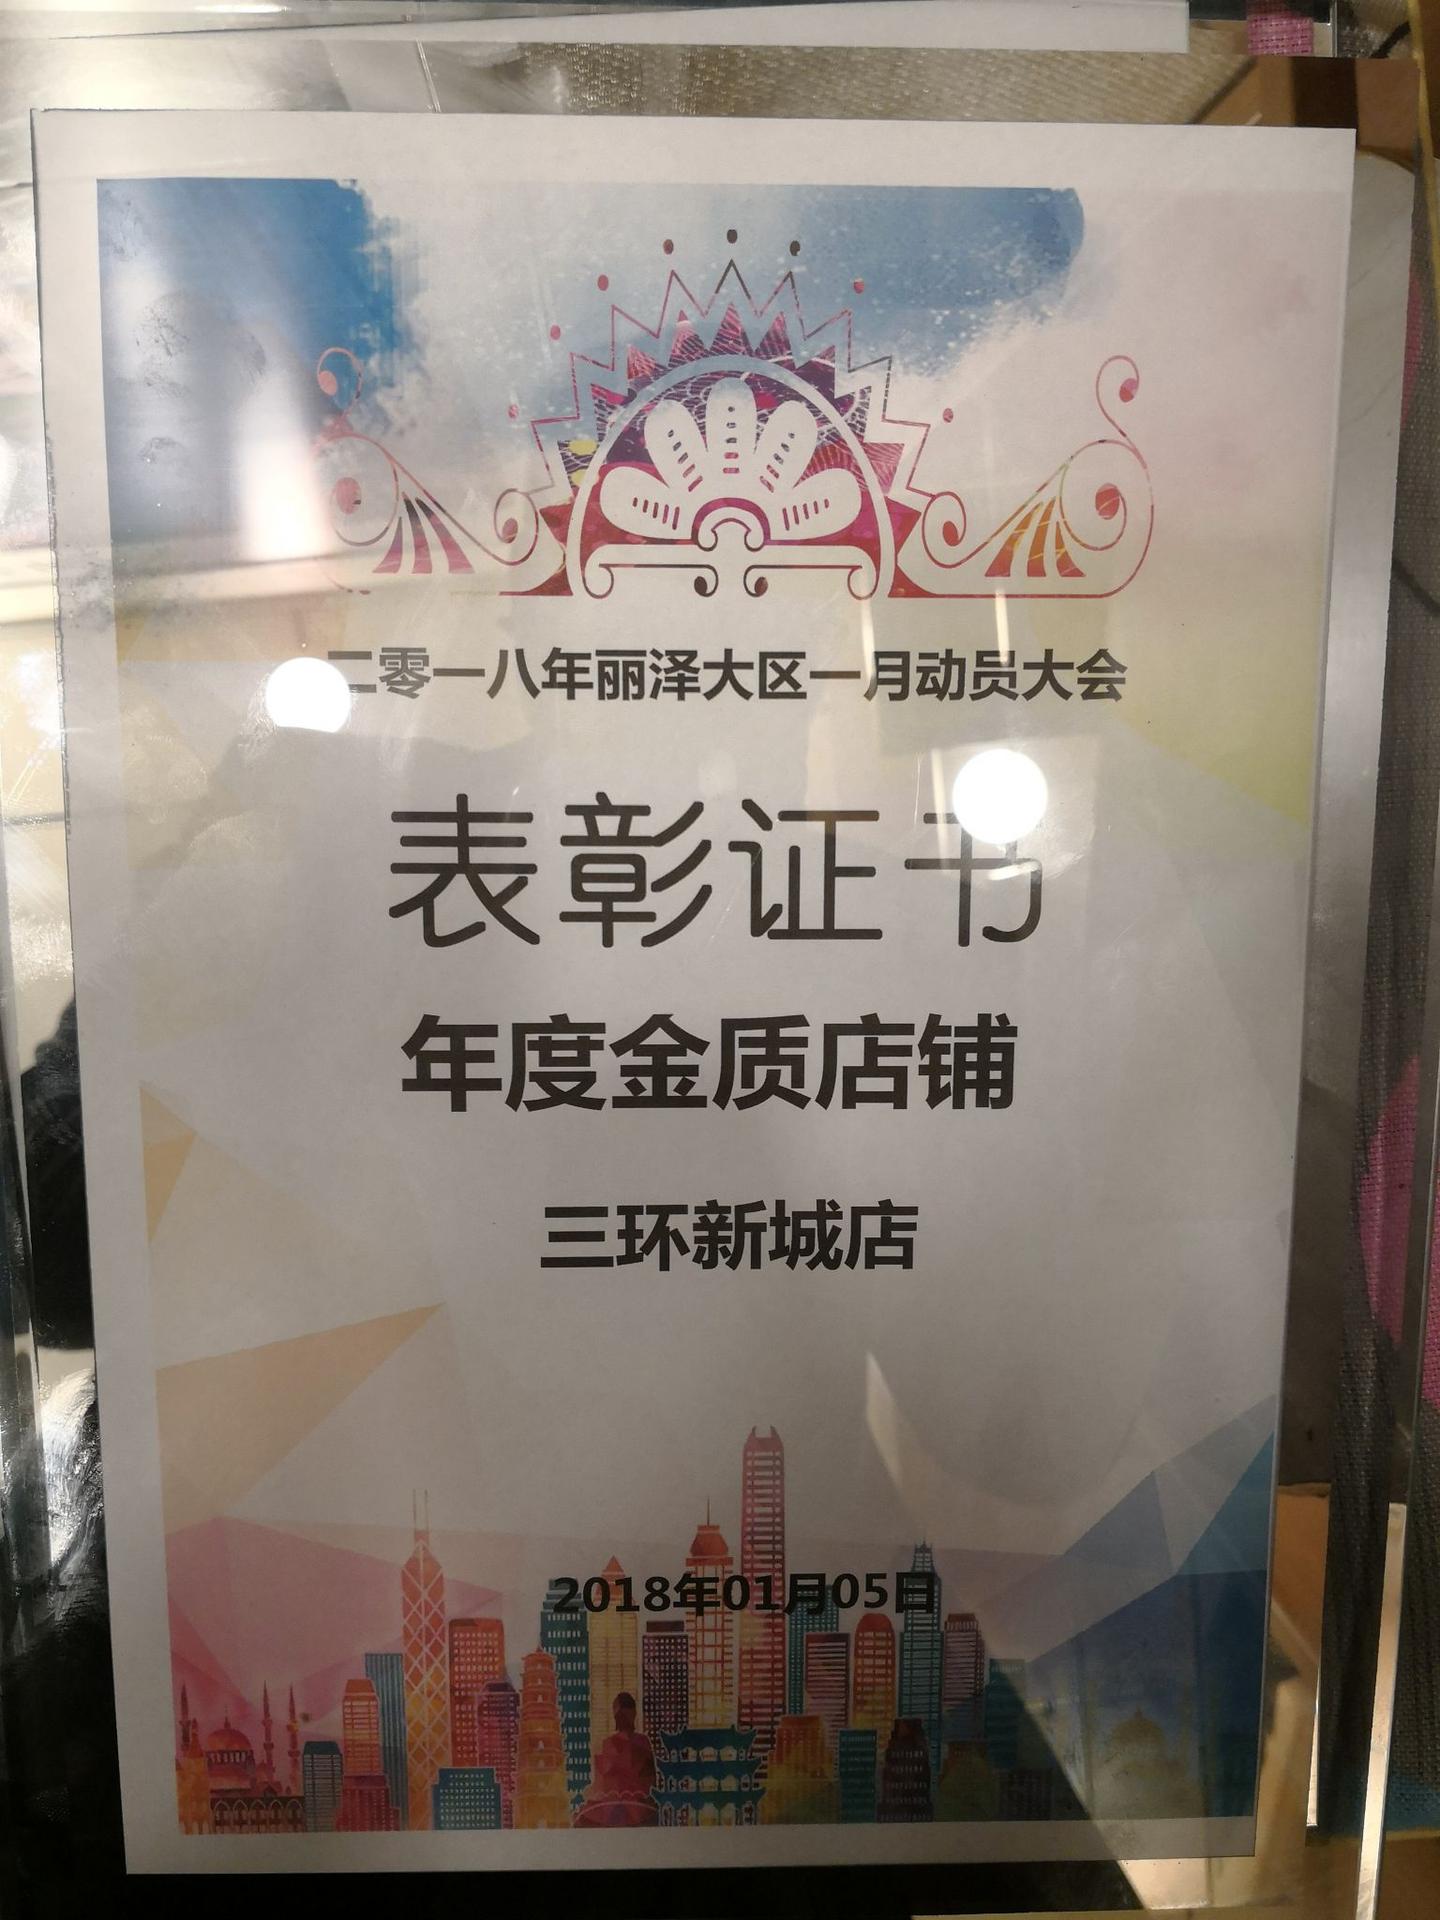 二零一八年丽泽大区一月动员大会
表彰证书
年度金质店铺
三环新城店
2018年01月05日